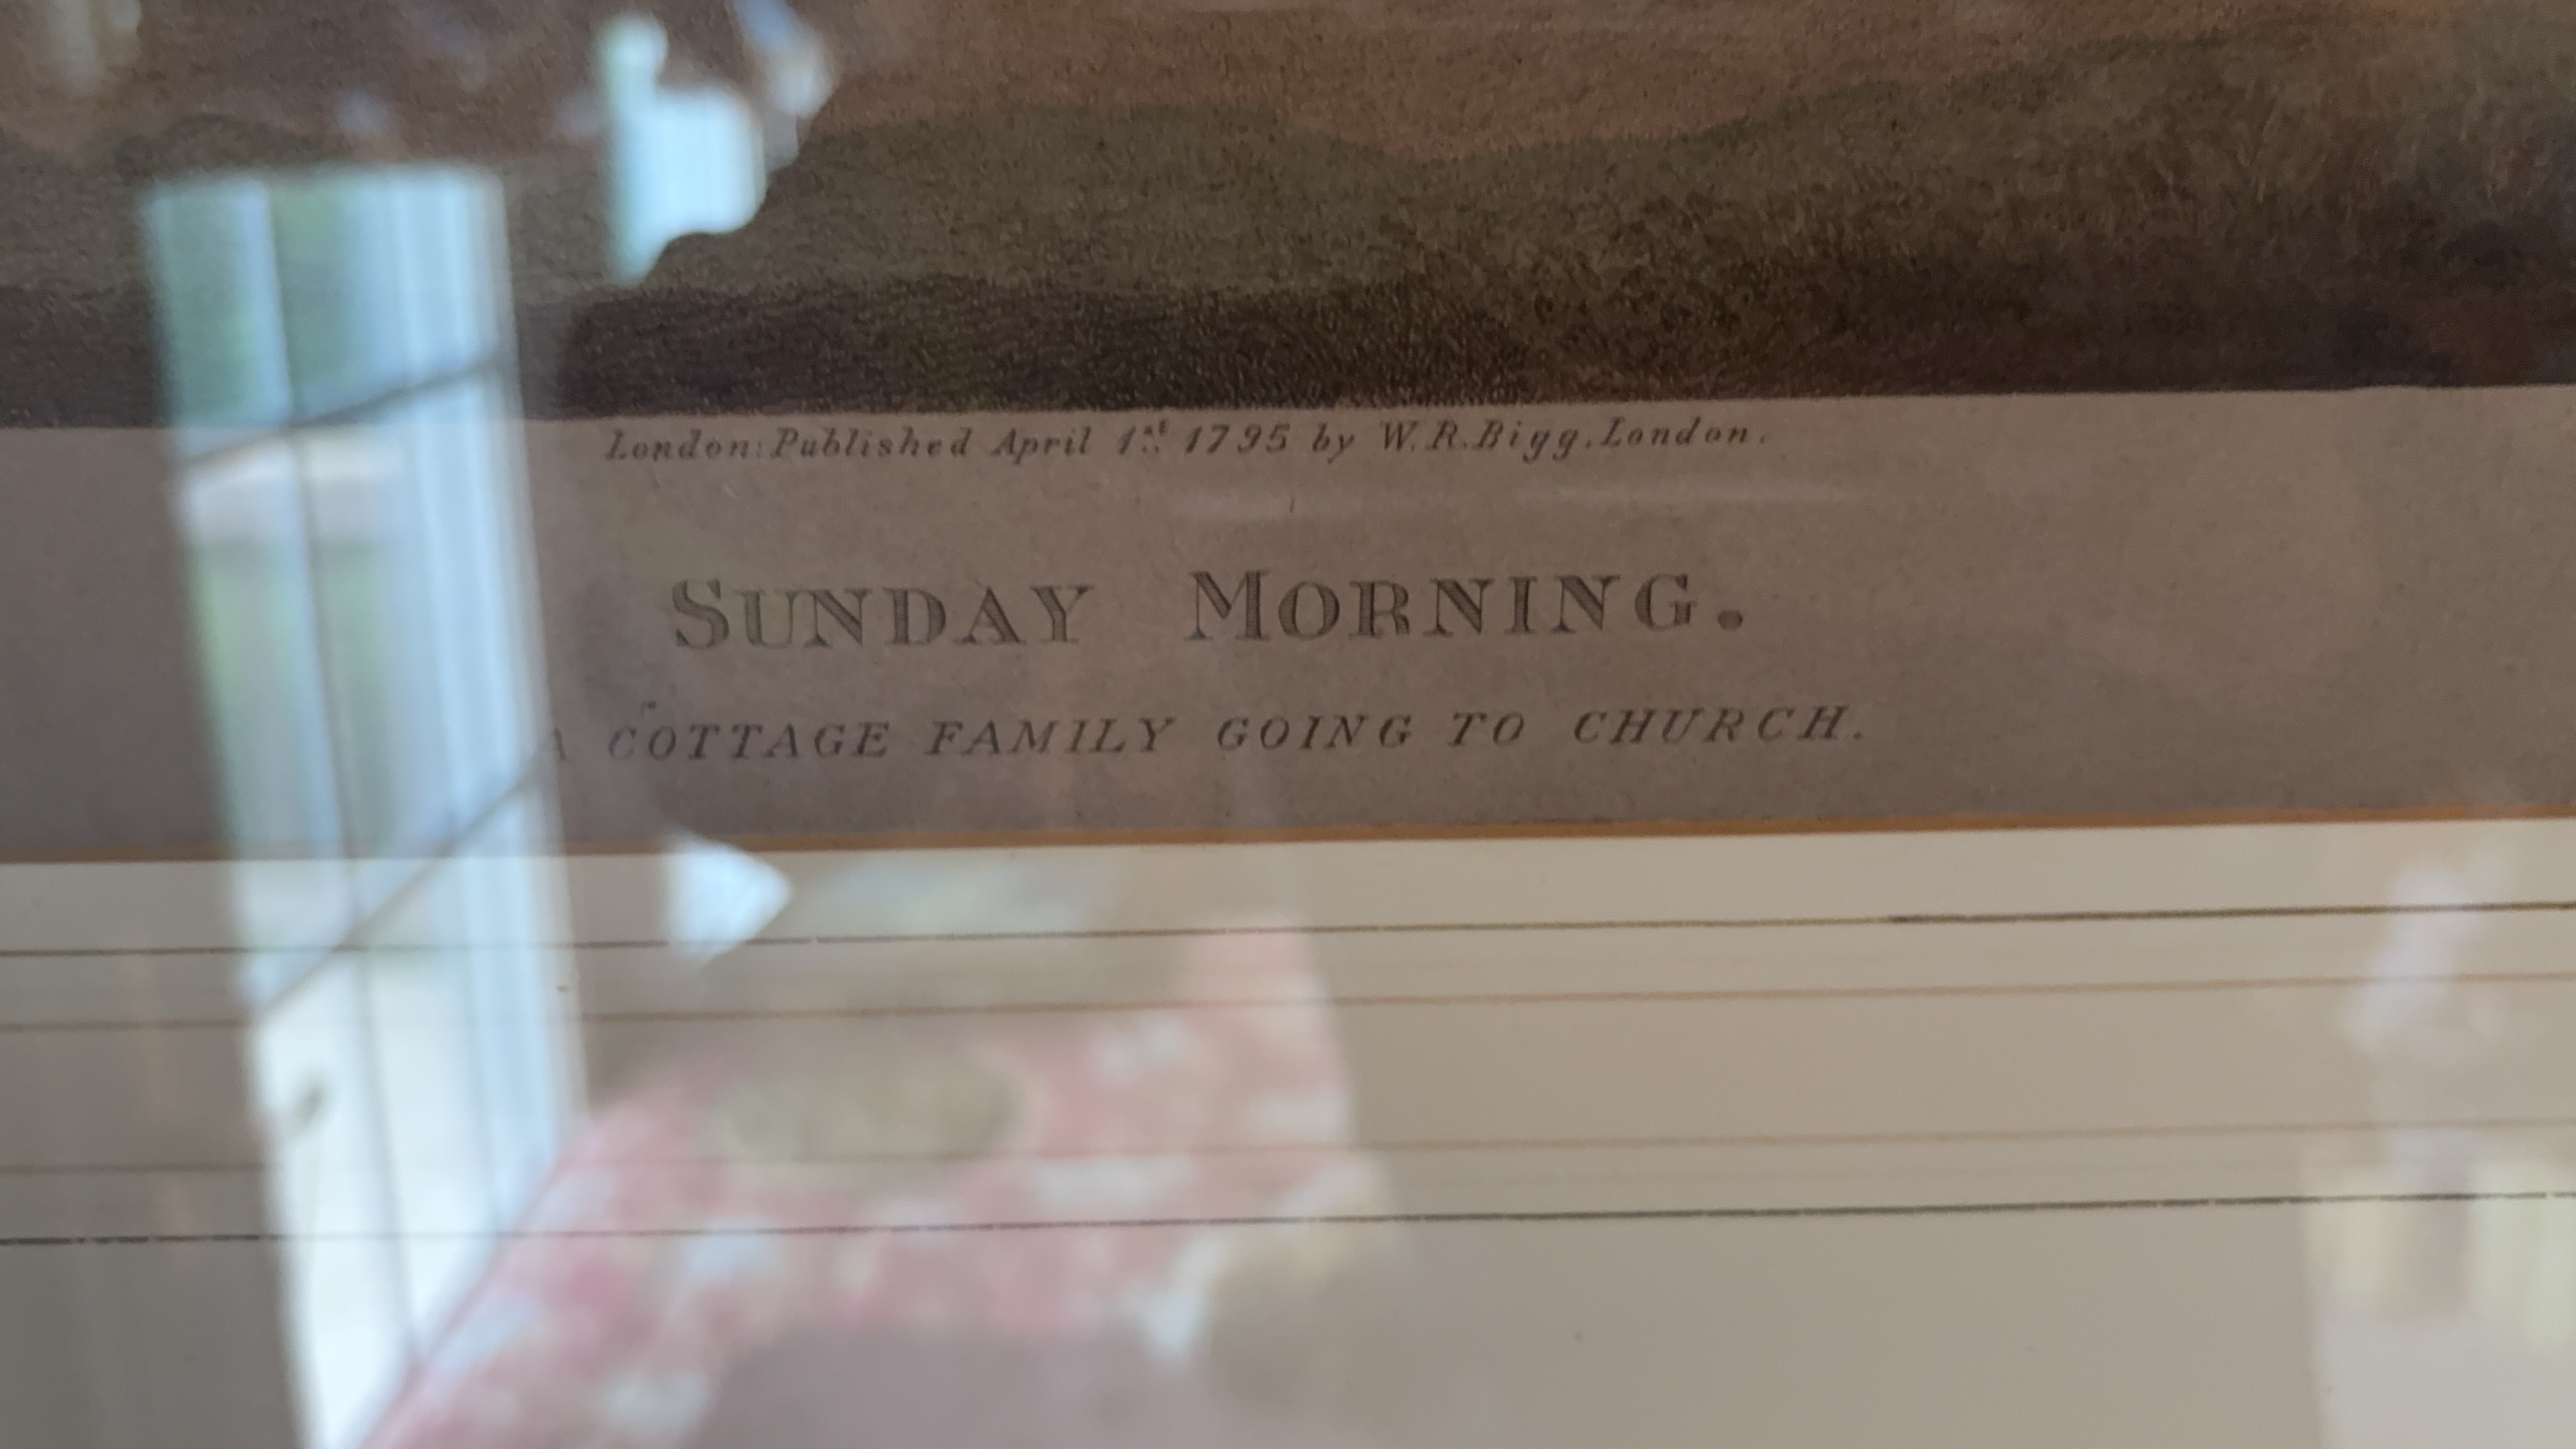 London: Published April 1st 1795 by W. R. Bigg. London.
SUNDAY MORNING.
A COTTAGE FAMILY GOING TO CHURCH.